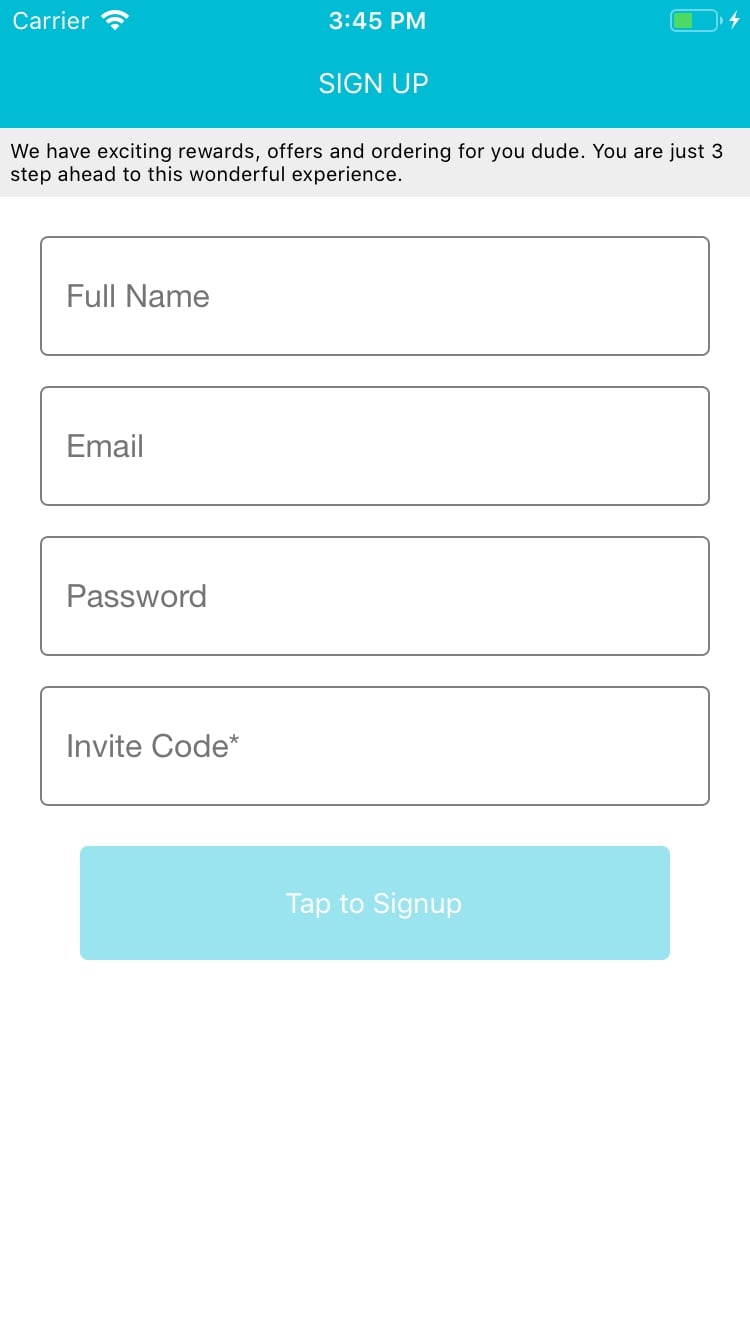 Carrier 3:45 PM
SIGN UP
We have exciting rewards, offers and ordering for you dude. You are just 3
step ahead to this wonderful experience.
Full Name
Email
Password
Invite Code*
Tap to Signup